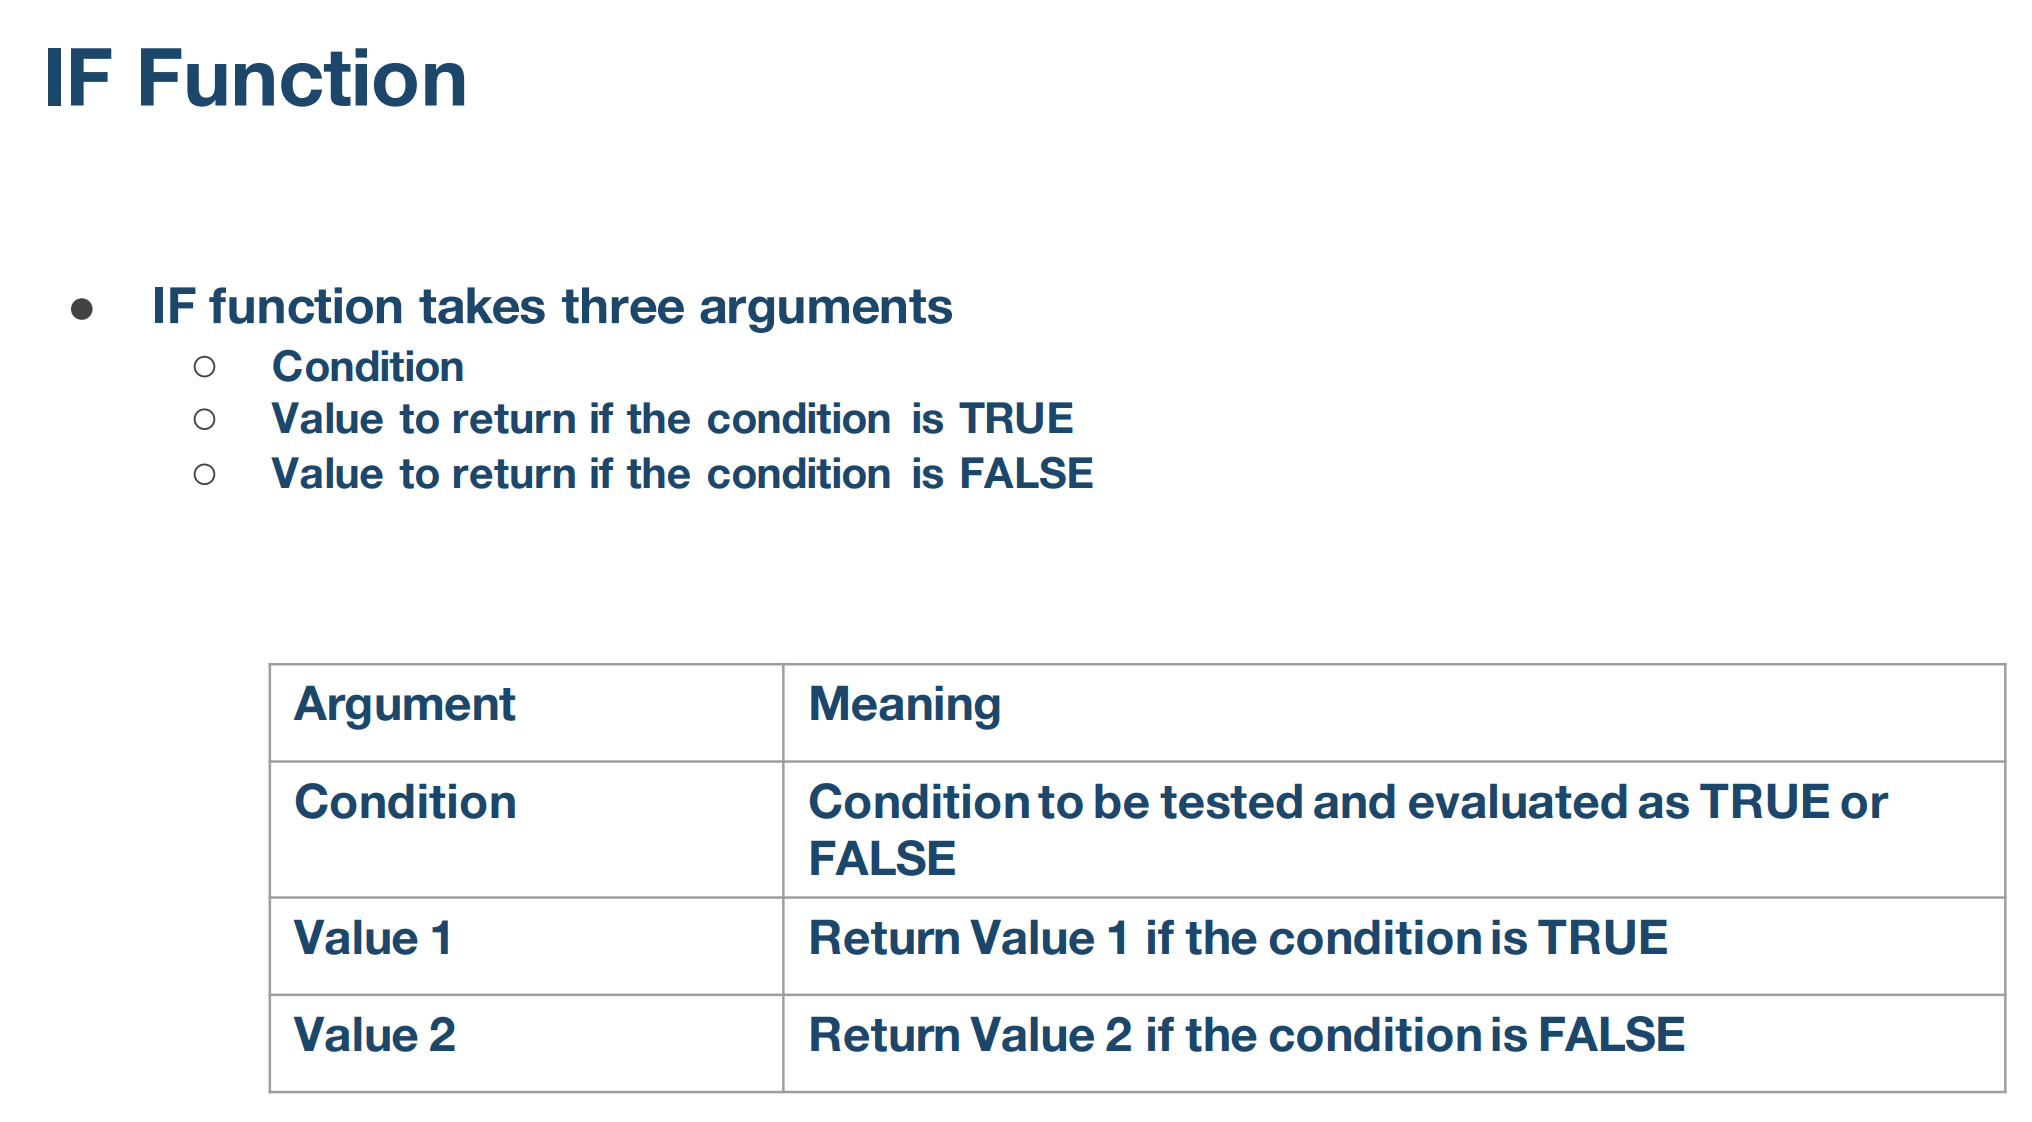 IF Function
● IF function takes three arguments
○ Condition
○ Value to return if the condition is TRUE
○ Value to return if the condition is FALSE
Argument Meaning
Condition Condition to be tested and evaluated as TRUE or
FALSE
Value 1 Return Value 1 if the condition is TRUE
Value 2 Return Value 2 if the condition is FALSE